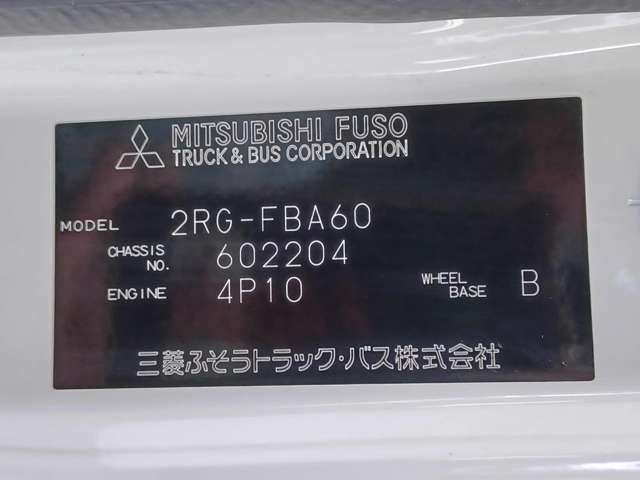 MITSUBISHI FUSO
TRUCK & BUS CORPORATION
MODEL 2RG-FBA60
CHASSIS NO. 602204
ENGINE 4P10 WHEEL BASE B
三菱ふそうトラック・バス株式会社